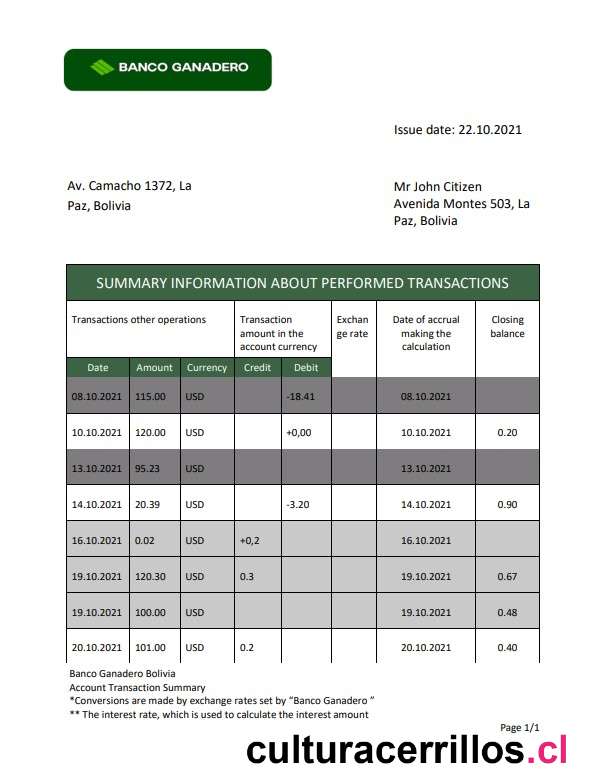 BANCO GANADERO
Issue date: 22.10.2021
Av. Camacho 1372, La
Paz, Bolivia
Mr John Citizen
Avenida Montes 503, La
Paz, Bolivia
SUMMARY INFORMATION ABOUT PERFORMED TRANSACTIONS
Transactions other operations
Transaction
amount in the
account currency
Exchan
ge rate
Date of accrual
making the
calculation
Closing
balance
Date Amount Currency Credit Debit
08.10.2021 115.00 USD -18.41 08.10.2021
10.10.2021 120.00 USD +0,00 10.10.2021 0.20
13.10.2021 95.23 USD 13.10.2021
14.10.2021 20.39 USD -3.20 14.10.2021 0.90
16.10.2021 0.02 USD +0,2 16.10.2021
19.10.2021 120.30 USD 0.3 19.10.2021 0.67
19.10.2021 100.00 USD 19.10.2021 0.48
20.10.2021 101.00 USD 0.2 20.10.2021 0.40
Banco Ganadero Bolivia
Account Transaction Summary
*Conversions are made by exchange rates set by “Banco Ganadero ”
** The interest rate, which is used to calculate the interest amount
Page 1/1
culturacerrillos.cl